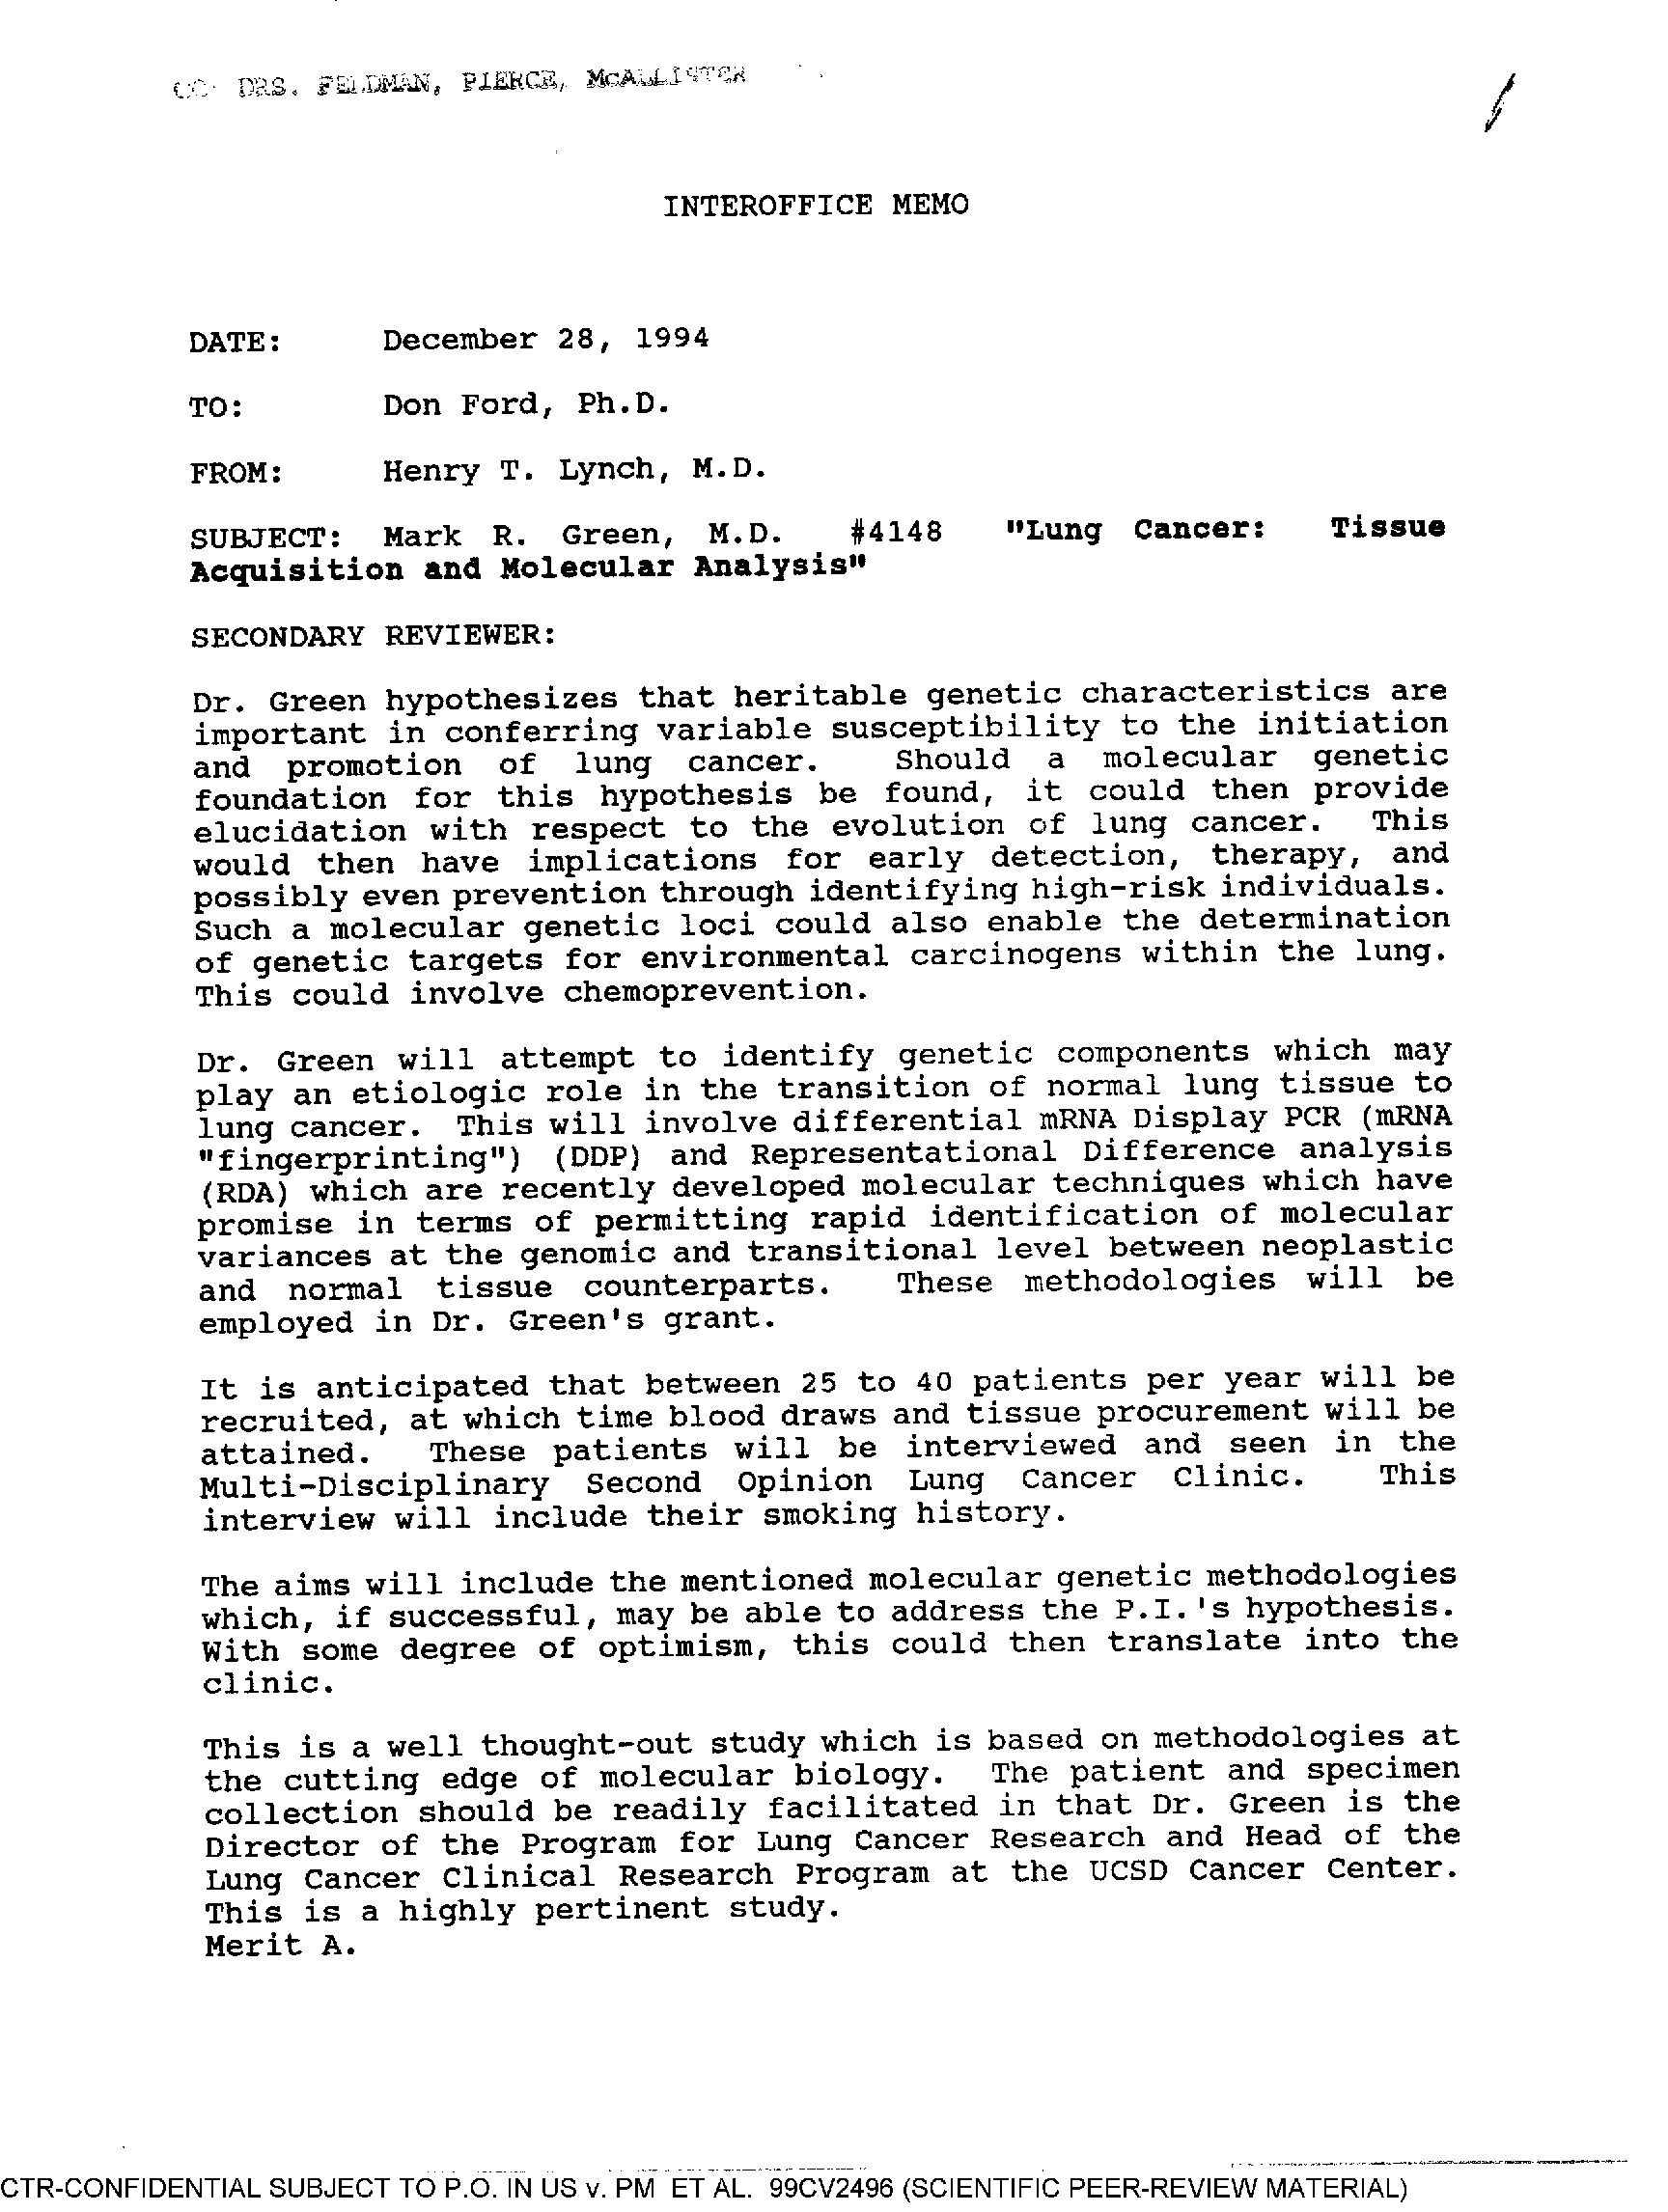 CC: DRS. FELDMAN, PIERCE, McALLISTER
INTEROFFICE MEMO
DATE: December 28, 1994
TO: Don Ford, Ph.D.
FROM: Henry T. Lynch, M.D.
SUBJECT: Mark R. Green, M.D. #4148 "Lung Cancer: Tissue
Acquisition and Molecular Analysis"
SECONDARY REVIEWER:
Dr. Green hypothesizes that heritable genetic characteristics are
important in conferring variable susceptibility to the initiation
and promotion of lung cancer. Should a molecular genetic
foundation for this hypothesis be found, it could then provide
elucidation with respect to the evolution of lung cancer. This
would then have implications for early detection, therapy, and
possibly even prevention through identifying high-risk individuals.
Such a molecular genetic loci could also enable the determination
of genetic targets for environmental carcinogens within the lung.
This could involve chemoprevention.
Dr. Green will attempt to identify genetic components which may
play an etiologic role in the transition of normal lung tissue to
lung cancer. This will involve differential mRNA Display PCR (mRNA
"fingerprinting") (DDP) and Representational Difference analysis
(RDA) which are recently developed molecular techniques which have
promise in terms of permitting rapid identification of molecular
variances at the genomic and transitional level between neoplastic
and normal tissue counterparts. These methodologies will be
employed in Dr. Green's grant.
It is anticipated that between 25 to 40 patients per year will be
recruited, at which time blood draws and tissue procurement will be
attained. These patients will be interviewed and seen in the
Multi-Disciplinary Second Opinion Lung Cancer Clinic. This
interview will include their smoking history.
The aims will include the mentioned molecular genetic methodologies
which, if successful, may be able to address the P.I.'s hypothesis.
With some degree of optimism, this could then translate into the
clinic.
This is a well thought-out study which is based on methodologies at
the cutting edge of molecular biology. The patient and specimen
collection should be readily facilitated in that Dr. Green is the
Director of the Program for Lung Cancer Research and Head of the
Lung Cancer Clinical Research Program at the UCSD Cancer Center.
This is a highly pertinent study.
Merit A.
CTR-CONFIDENTIAL SUBJECT TO P.O. IN US v. PM ET AL. 99CV2496 (SCIENTIFIC PEER-REVIEW MATERIAL)